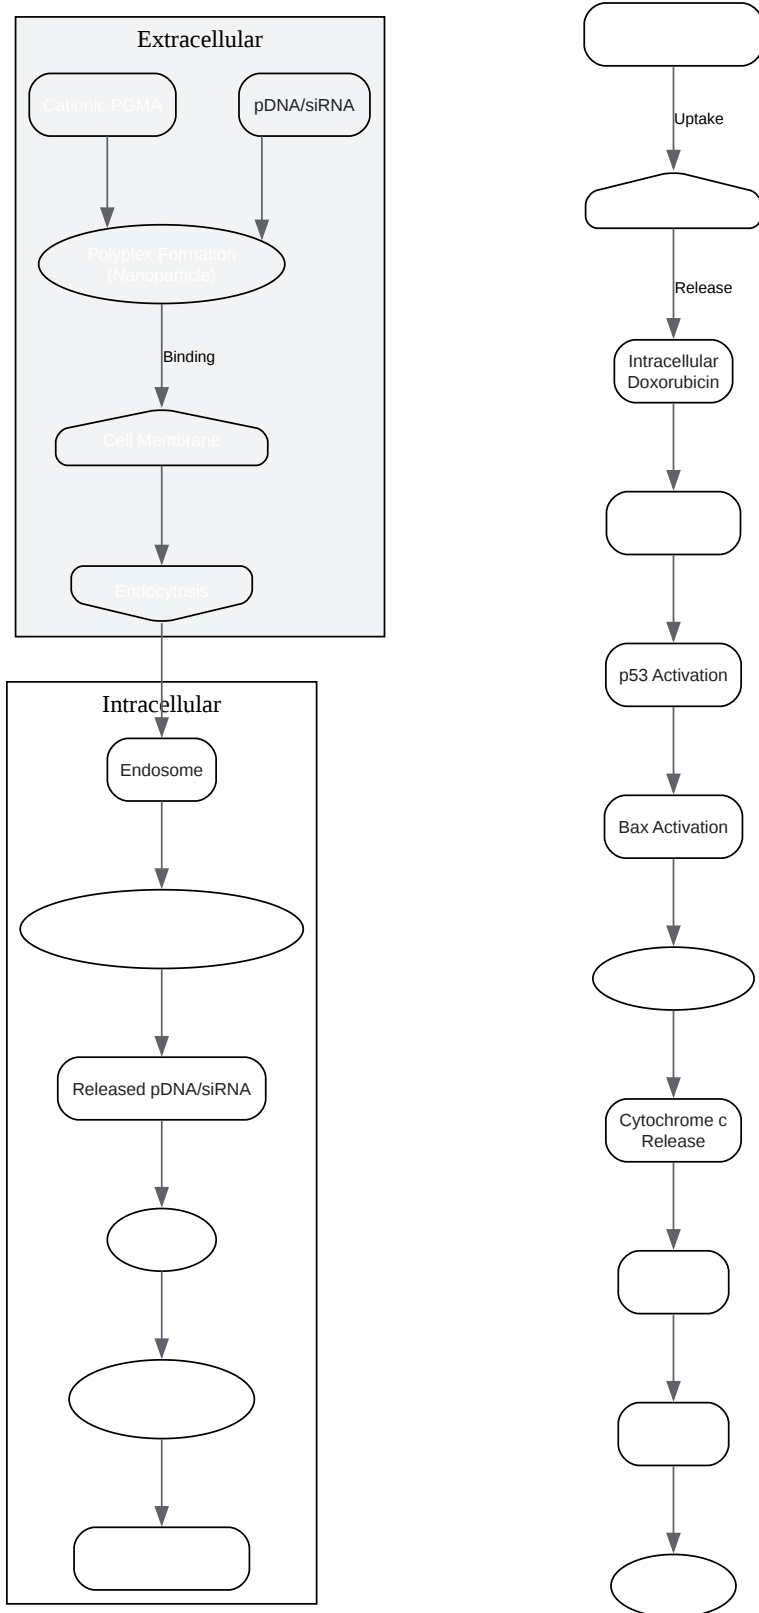 Extracellular
Cationic PGMA
pDNA/siRNA
Polyplex Formation
(Nanoparticle)
Binding
Cell Membrane
Endocytosis
Intracellular
Endosome
Released pDNA/siRNA
Uptake
Release
Intracellular
Doxorubicin
p53 Activation
Bax Activation
Cytochrome c
Release